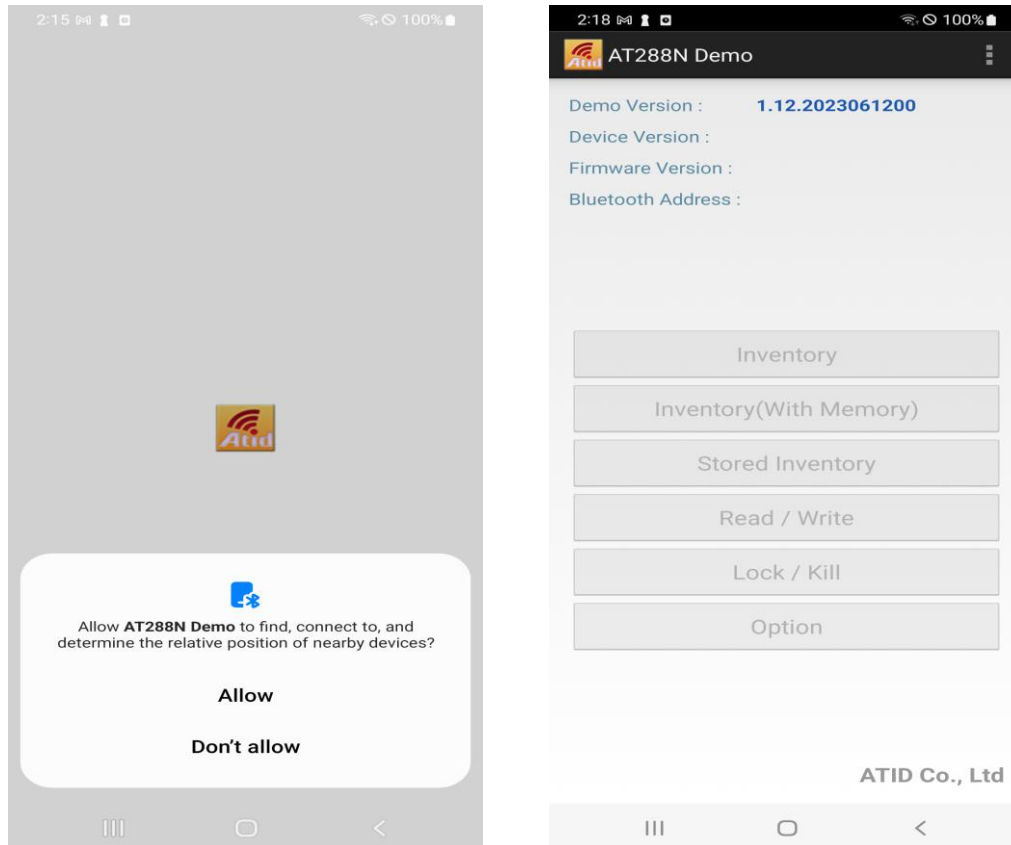 2:15
100%
Atid
Allow AT288N Demo to find, connect to, and
determine the relative position of nearby devices?
Allow
Don't allow
2:18
100%
Atid
AT288N Demo
Demo Version : 1.12.2023061200
Device Version :
Firmware Version :
Bluetooth Address :
Inventory
Inventory(With Memory)
Stored Inventory
Read / Write
Lock / Kill
Option
ATID Co., Ltd